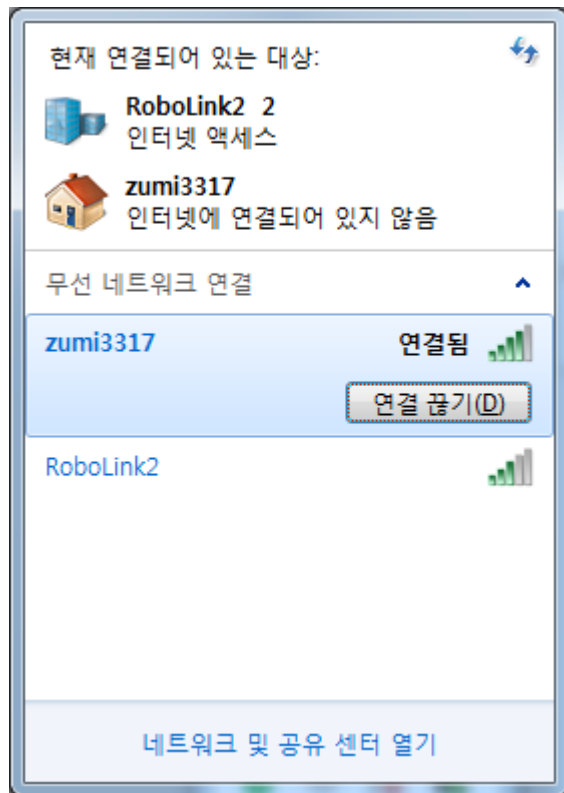 현재 연결되어 있는 대상:
RoboLink2  2
인터넷 액세스
zumi3317
인터넷에 연결되어 있지 않음
무선 네트워크 연결
zumi3317 연결됨
연결 끊기(D)
RoboLink2
네트워크 및 공유 센터 열기